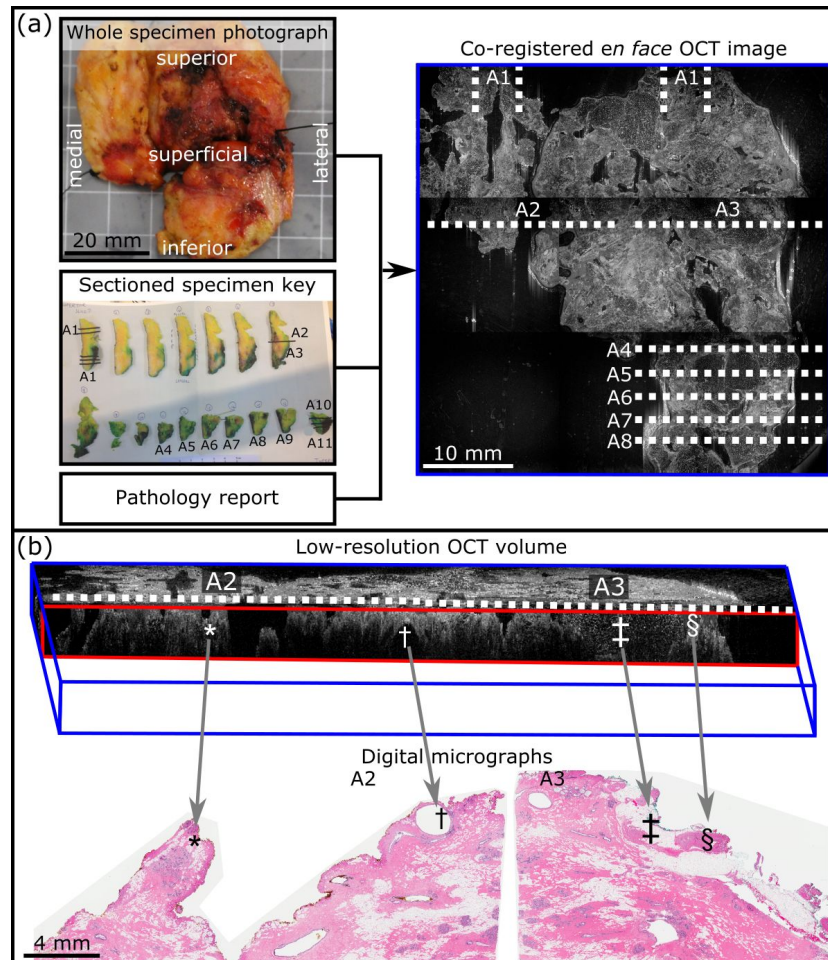 (a)
Whole specimen photograph
superior
medial
superficial
lateral
20 mm
inferior
Sectioned specimen key
A1
A2
A3
A1
A10
A4 A5 A6 A7 A8 A9 A11
Pathology report
Co-registered en face OCT image
A1 A1
A2 A3
A4
A5
A6
A7
A8
10 mm
(b)
Low-resolution OCT volume
A2 A3
* † ‡ §
Digital micrographs
A2 A3
* † ‡ §
4 mm